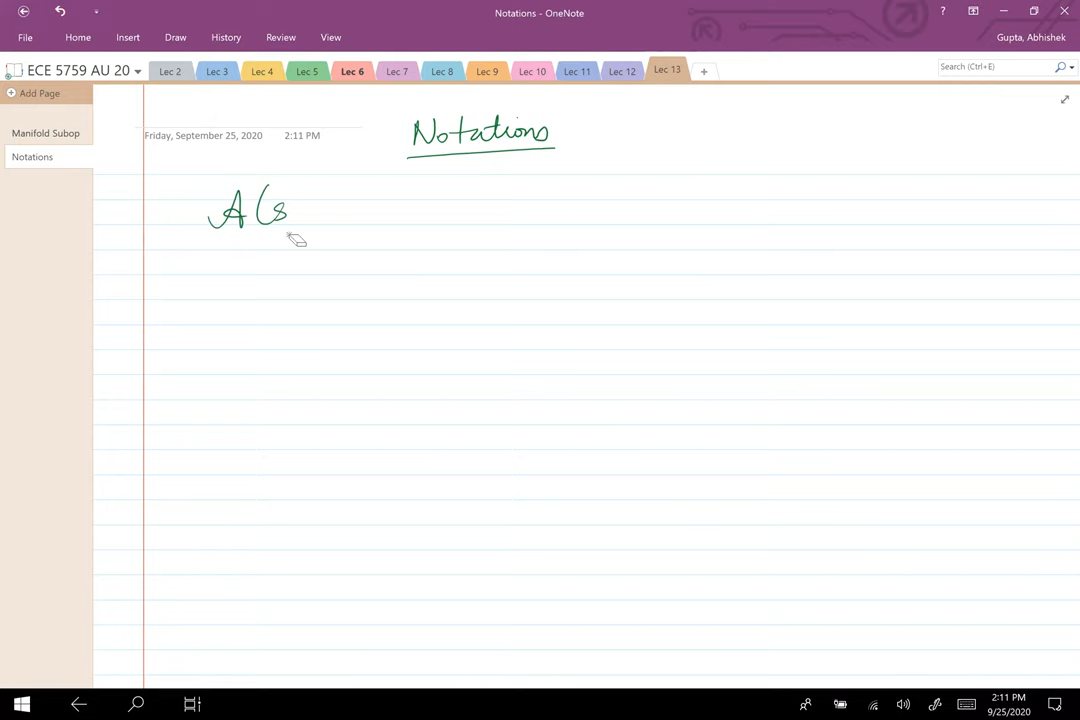 Notations - OneNote
File Home Insert Draw History Review View Gupta, Abhishek
ECE 5759 AU 20 Lec 2 Lec 3 Lec 4 Lec 5 Lec 6 Lec 7 Lec 8 Lec 9 Lec 10 Lec 11 Lec 12 Lec 13 Search (Ctrl+E)
Add Page
Manifold Subop
Notations
Friday, September 25, 2020 2:11 PM
Notations
A(s
2:11 PM
9/25/2020